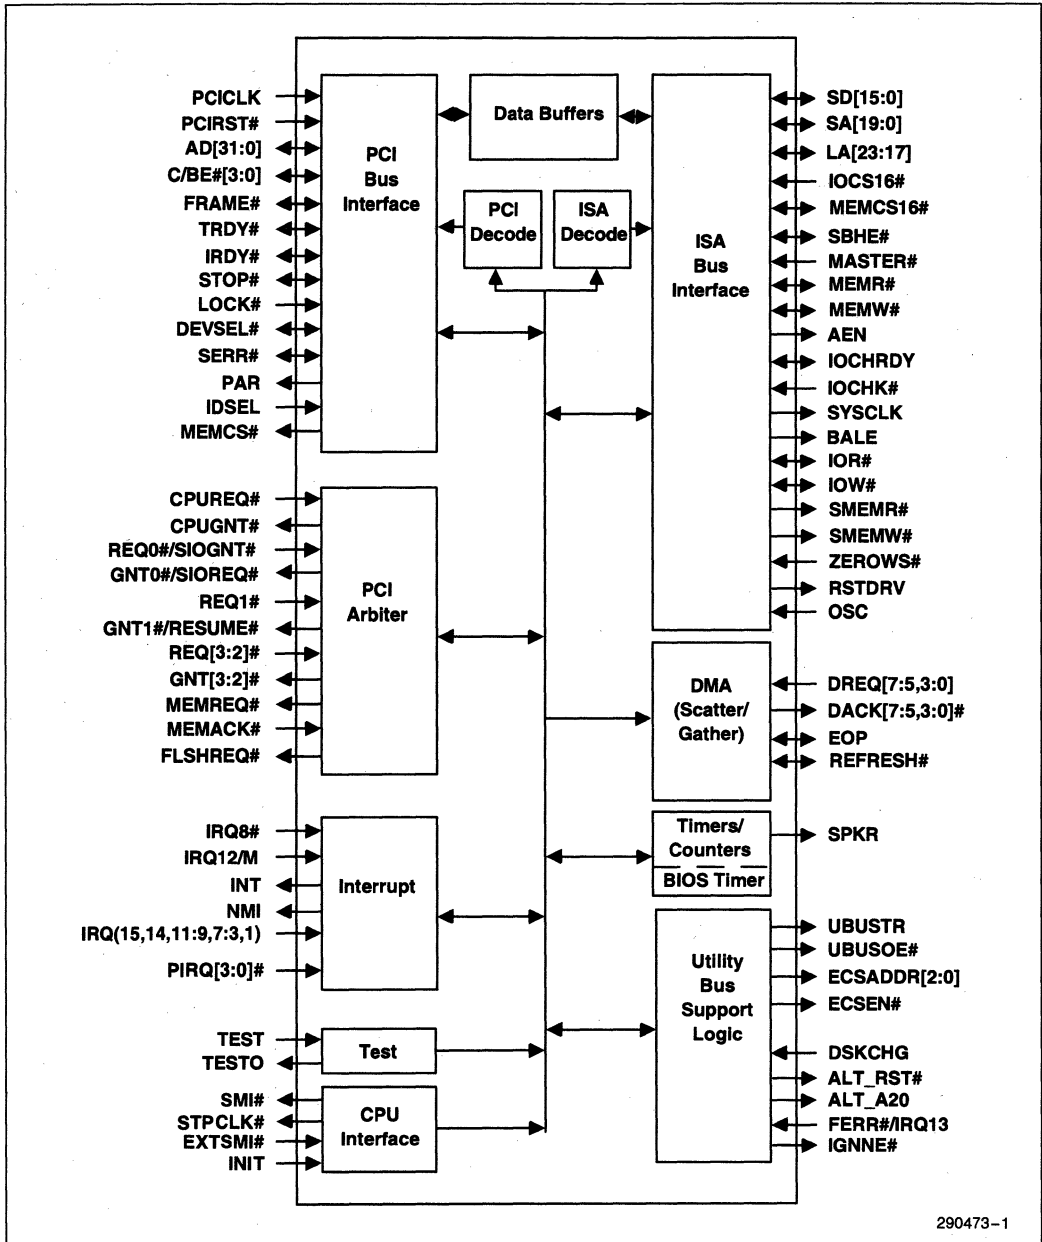 PCICLK
PCIRST#
AD[31:0]
C/BE#[3:0]
FRAME#
TRDY#
IRDY#
STOP#
LOCK#
DEVSEL#
SERR#
PAR
IDSEL
MEMCS#
PCI
Bus
Interface
Data Buffers
PCI
Decode
ISA
Decode
ISA
Bus
Interface
SD[15:0]
SA[19:0]
LA[23:17]
IOCS16#
MEMCS16#
SBHE#
MASTER#
MEMR#
MEMW#
AEN
IOCHRDY
IOCHK#
SYSCLK
BALE
IOR#
IOW#
SMEMR#
SMEMW#
ZEROWS#
RSTDRV
OSC
CPUREQ#
CPUGNT#
REQ0#/SIOGNT#
GNT0#/SIOREQ#
REQ1#
GNT1#/RESUME#
REQ[3:2]#
GNT[3:2]#
MEMREQ#
MEMACK#
FLSHREQ#
PCI
Arbiter
DMA
(Scatter/
Gather)
DREQ[7:5,3:0]
DACK[7:5,3:0]#
EOP
REFRESH#
IRQ8#
IRQ12/M
INT
NMI
IRQ(15,14,11:9,7:3,1)
PIRQ[3:0]#
Interrupt
Timers/
Counters
BIOS Timer
SPKR
TEST
TESTO
Test
SMI#
STPCLK#
EXTSMI#
INIT
CPU
Interface
Utility
Bus
Support
Logic
UBUSTR
UBUSOE#
ECSADDR[2:0]
ECSEN#
DSKCHG
ALT_RST#
ALT_A20
FERR#/IRQ13
IGNNE#
290473-1